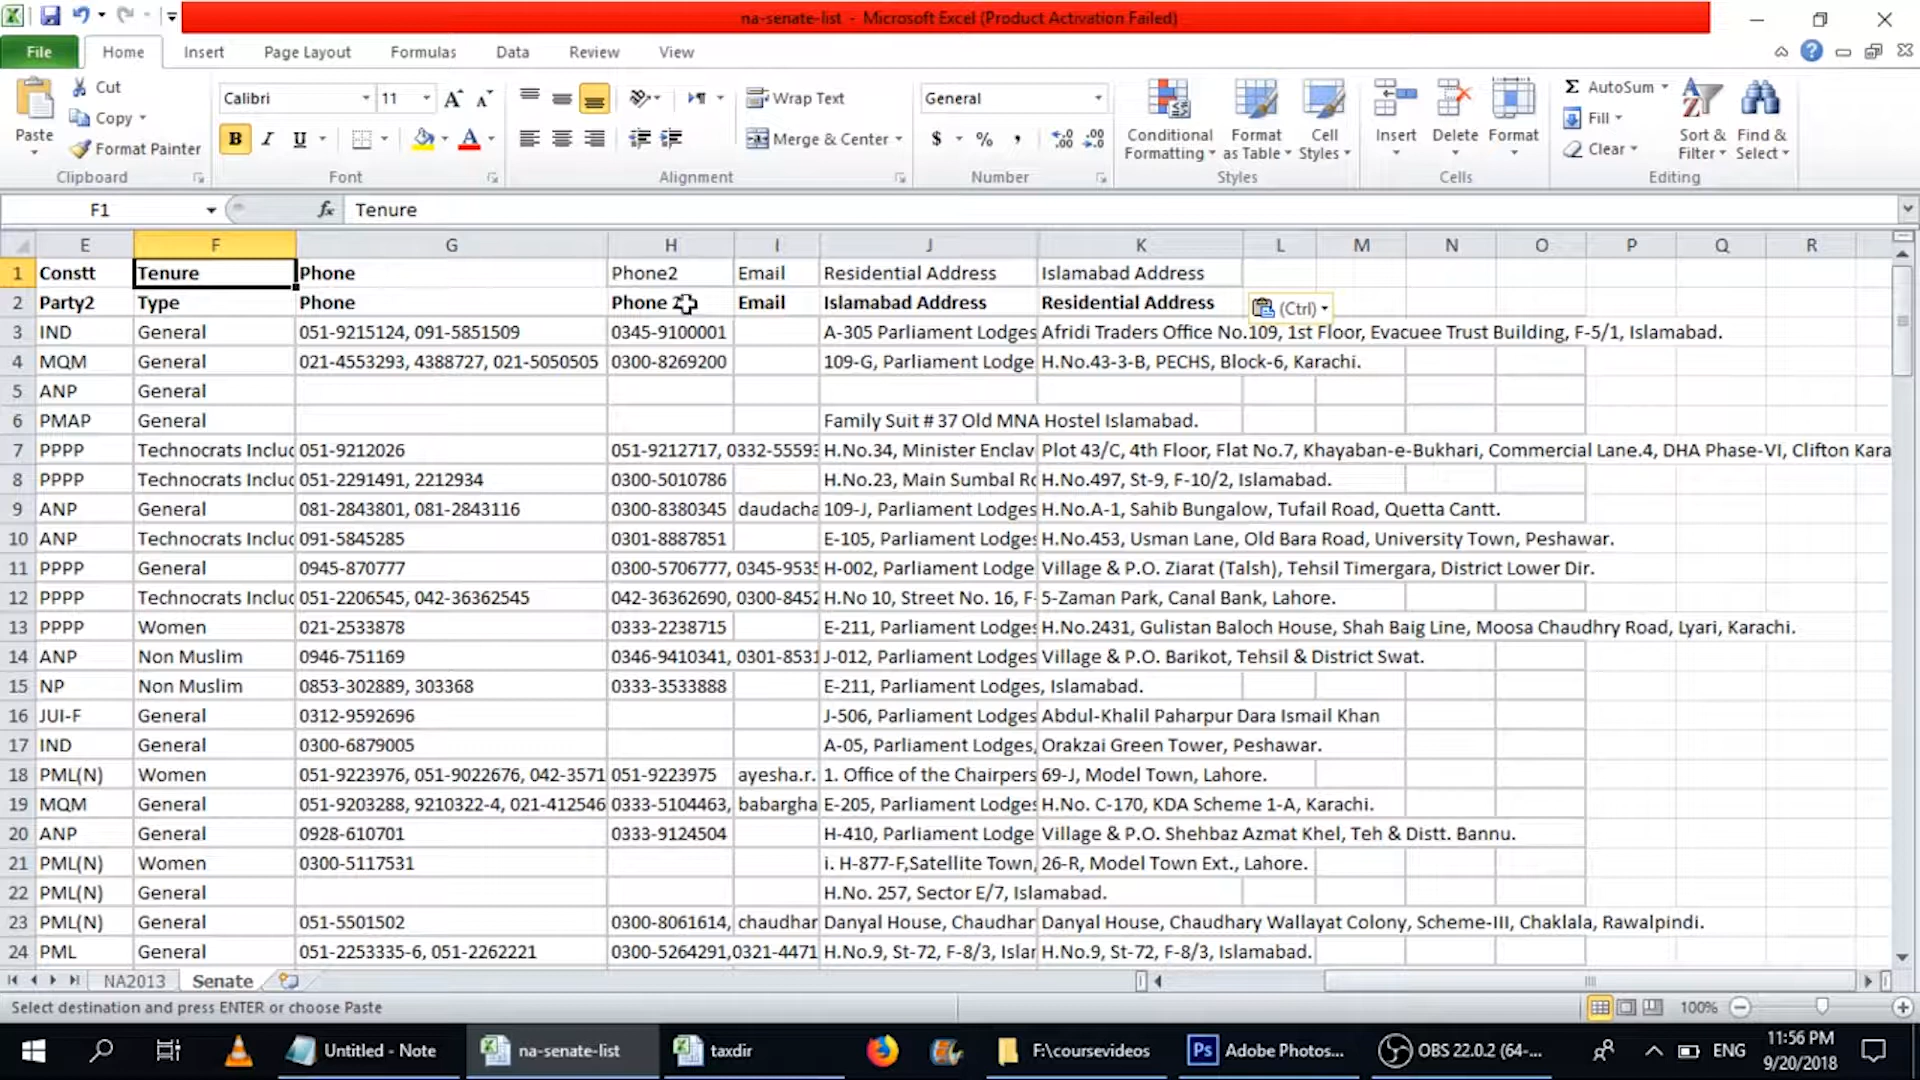 na-senate-list - Microsoft Excel (Product Activation Failed)
File Home Insert Page Layout Formulas Data Review View
Paste Cut Copy Format Painter Clipboard
Calibri 11 B I U Font
Wrap Text Merge & Center Alignment
General $ % , Number
Conditional Formatting Format as Table Cell Styles Styles
Insert Delete Format Cells
AutoSum Fill Clear Sort & Filter Find & Select Editing
F1 fx Tenure
E F G H I J K L M N O P Q R
1 Constt Tenure Phone Phone2 Email Residential Address Islamabad Address
2 Party2 Type Phone Phone Email Islamabad Address Residential Address (Ctrl)
3 IND General 051-9215124, 091-5851509 0345-9100001 A-305 Parliament Lodges Afridi Traders Office No.109, 1st Floor, Evacuee Trust Building, F-5/1, Islamabad.
4 MQM General 021-4553293, 4388727, 021-5050505 0300-8269200 109-G, Parliament Lodge H.No.43-3-B, PECHS, Block-6, Karachi.
5 ANP General
6 PMAP General Family Suit # 37 Old MNA Hostel Islamabad.
7 PPPP Technocrats Includ 051-9212026 051-9212717, 0332-5559 H.No.34, Minister Enclav Plot 43/C, 4th Floor, Flat No.7, Khayaban-e-Bukhari, Commercial Lane.4, DHA Phase-VI, Clifton Kara
8 PPPP Technocrats Includ 051-2291491, 2212934 0300-5010786 H.No.23, Main Sumbal Ro H.No.497, St-9, F-10/2, Islamabad.
9 ANP General 081-2843801, 081-2843116 0300-8380345 daudacha 109-J, Parliament Lodges H.No.A-1, Sahib Bungalow, Tufail Road, Quetta Cantt.
10 ANP Technocrats Includ 091-5845285 0301-8887851 E-105, Parliament Lodges H.No.453, Usman Lane, Old Bara Road, University Town, Peshawar.
11 PPPP General 0945-870777 0300-5706777, 0345-9535 H-002, Parliament Lodge Village & P.O. Ziarat (Talsh), Tehsil Timergara, District Lower Dir.
12 PPPP Technocrats Includ 051-2206545, 042-36362545 042-36362690, 0300-8452 H.No 10, Street No. 16, F- 5-Zaman Park, Canal Bank, Lahore.
13 PPPP Women 021-2533878 0333-2238715 E-211, Parliament Lodges H.No.2431, Gulistan Baloch House, Shah Baig Line, Moosa Chaudhry Road, Lyari, Karachi.
14 ANP Non Muslim 0946-751169 0346-9410341, 0301-8531 J-012, Parliament Lodges Village & P.O. Barikot, Tehsil & District Swat.
15 NP Non Muslim 0853-302889, 303368 0333-3533888 E-211, Parliament Lodges, Islamabad.
16 JUI-F General 0312-9592696 J-506, Parliament Lodges Abdul-Khalil Paharpur Dara Ismail Khan
17 IND General 0300-6879005 A-05, Parliament Lodges, Orakzai Green Tower, Peshawar.
18 PML(N) Women 051-9223976, 051-9022676, 042-3571 051-9223975 ayesha.r. 1. Office of the Chairpers 69-J, Model Town, Lahore.
19 MQM General 051-9203288, 9210322-4, 021-412546 0333-5104463, babargha E-205, Parliament Lodges H.No. C-170, KDA Scheme 1-A, Karachi.
20 ANP General 0928-610701 0333-9124504 H-410, Parliament Lodge Village & P.O. Shehbaz Azmat Khel, Teh & Distt. Bannu.
21 PML(N) Women 0300-5117531 i. H-877-F,Satellite Town, 26-R, Model Town Ext., Lahore.
22 PML(N) General H.No. 257, Sector E/7, Islamabad.
23 PML(N) General 051-5501502 0300-8061614, chaudhar Danyal House, Chaudhar Danyal House, Chaudhary Wallayat Colony, Scheme-III, Chaklala, Rawalpindi.
24 PML General 051-2253335-6, 051-2262221 0300-5264291,0321-4471 H.No.9, St-72, F-8/3, Islar H.No.9, St-72, F-8/3, Islamabad.
NA2013 Senate
Select destination and press ENTER or choose Paste 100%
Untitled - Note na-senate-list taxdir F:\coursevideos Adobe Photos... OBS 22.0.2 (64-... ENG 11:56 PM
9/20/2018